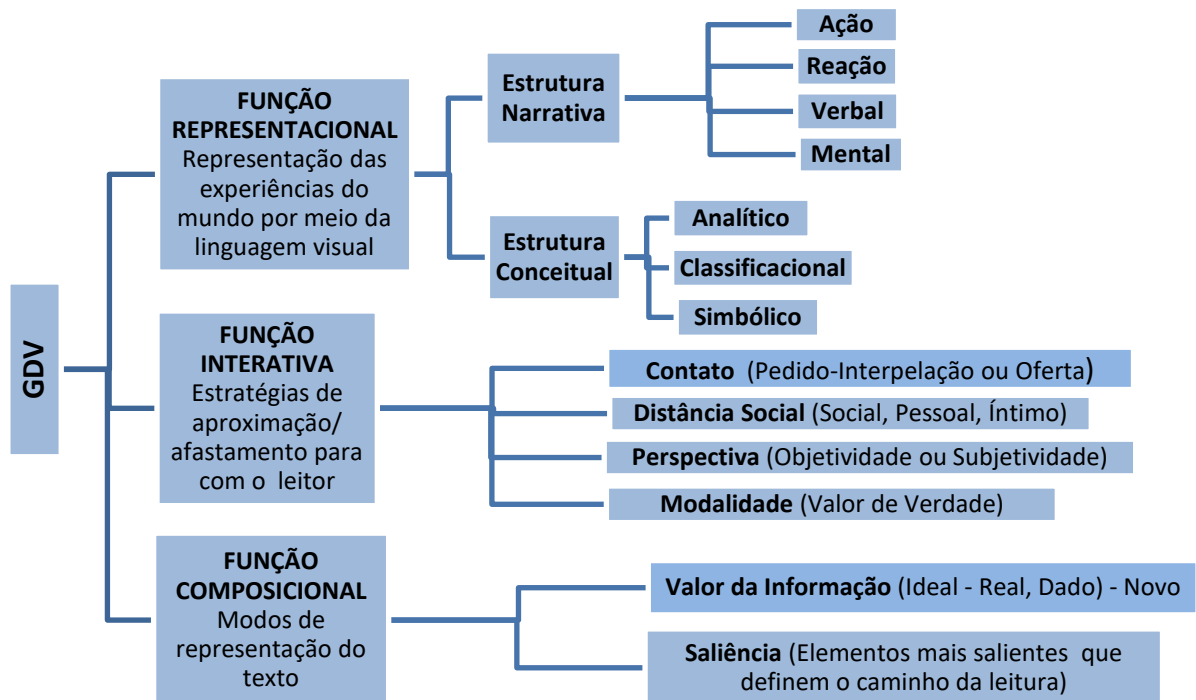 GDV
FUNÇÃO
REPRESENTACIONAL
Representação das
experiências do
mundo por meio da
linguagem visual
Estrutura
Narrativa
Ação
Reação
Verbal
Mental
Estrutura
Conceitual
Analítico
Classificacional
Simbólico
FUNÇÃO
INTERATIVA
Estratégias de
aproximação/
afastamento para
com o leitor
Contato (Pedido-Interpelação ou Oferta)
Distância Social (Social, Pessoal, Íntimo)
Perspectiva (Objetividade ou Subjetividade)
Modalidade (Valor de Verdade)
FUNÇÃO
COMPOSICIONAL
Modos de
representação do
texto
Valor da Informação (Ideal - Real, Dado) - Novo
Saliência (Elementos mais salientes que
definem o caminho da leitura)